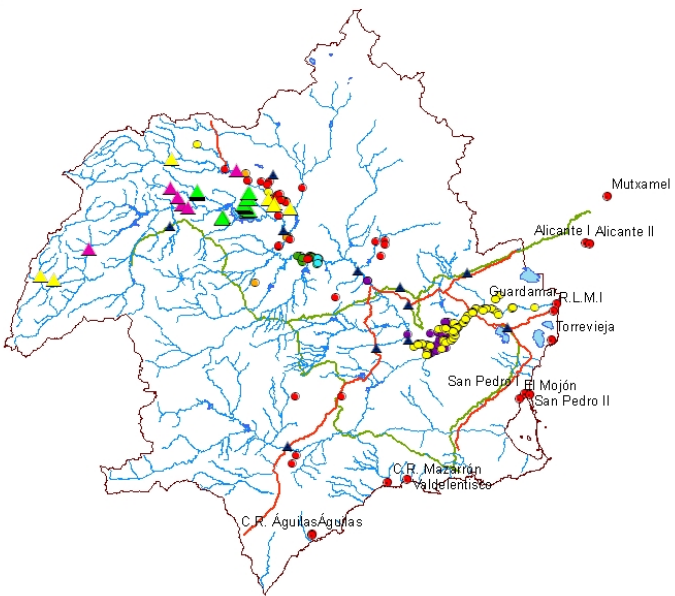 Mutxamel
Alicante I
Alicante II
Guardamar
R.L.M.I
Torrevieja
San Pedro I
El Mojón
San Pedro II
C.R. Mazarrón
Valdelentisco
C.R. Águilas
Águilas